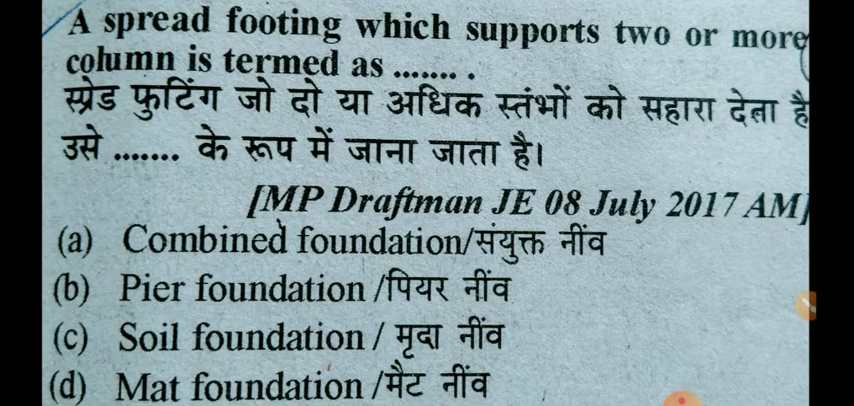 A spread footing which supports two or more
column is termed as ........ .
स्प्रेड फुटिंग जो दो या अधिक स्तंभों को सहारा देता है
उसे ....... के रूप में जाना जाता है।
[MP Draftman JE 08 July 2017 AM]
(a) Combined foundation/संयुक्त नींव
(b) Pier foundation /पियर नींव
(c) Soil foundation / मृदा नींव
(d) Mat foundation /मैट नींव